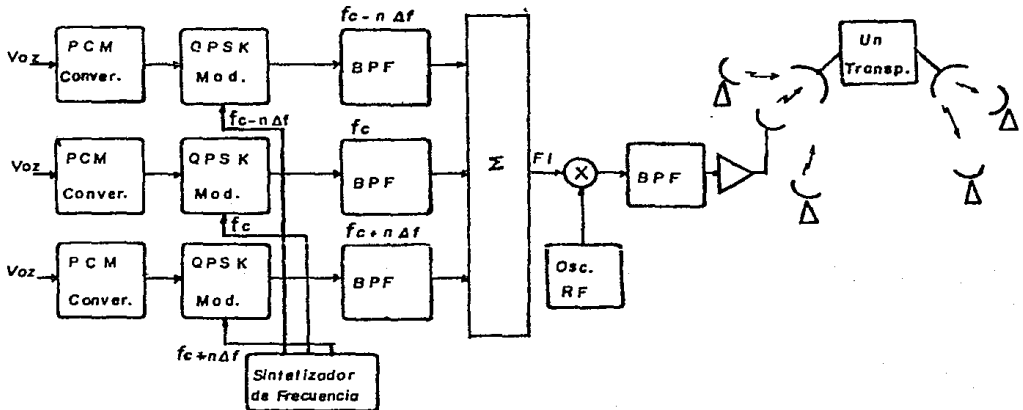 fc-n Δf
Voz
PCM
Conver.
QPSK
Mod.
BPF
Un
Transp.
fc-n Δf
fc
Voz
PCM
Conver.
QPSK
Mod.
BPF
Σ
FI
X
BPF
fc
fc+n Δf
Voz
PCM
Conver.
QPSK
Mod.
BPF
Osc.
RF
fc+nΔf
Sintetizador
de Frecuencia